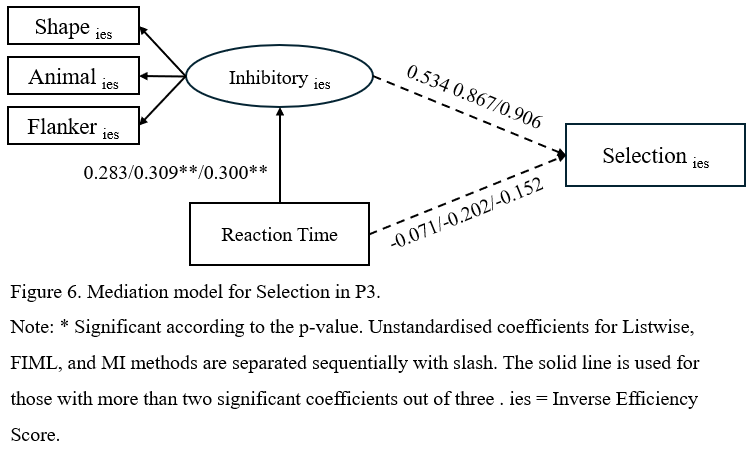 Shape ies
Animal ies
Flanker ies
Inhibitory ies
0.534 0.867/0.906
Selection ies
0.283/0.309**/0.300**
-0.071/-0.202/-0.152
Reaction Time
Figure 6. Mediation model for Selection in P3.
Note: * Significant according to the p-value. Unstandardised coefficients for Listwise,
FIML, and MI methods are separated sequentially with slash. The solid line is used for
those with more than two significant coefficients out of three . ies = Inverse Efficiency
Score.